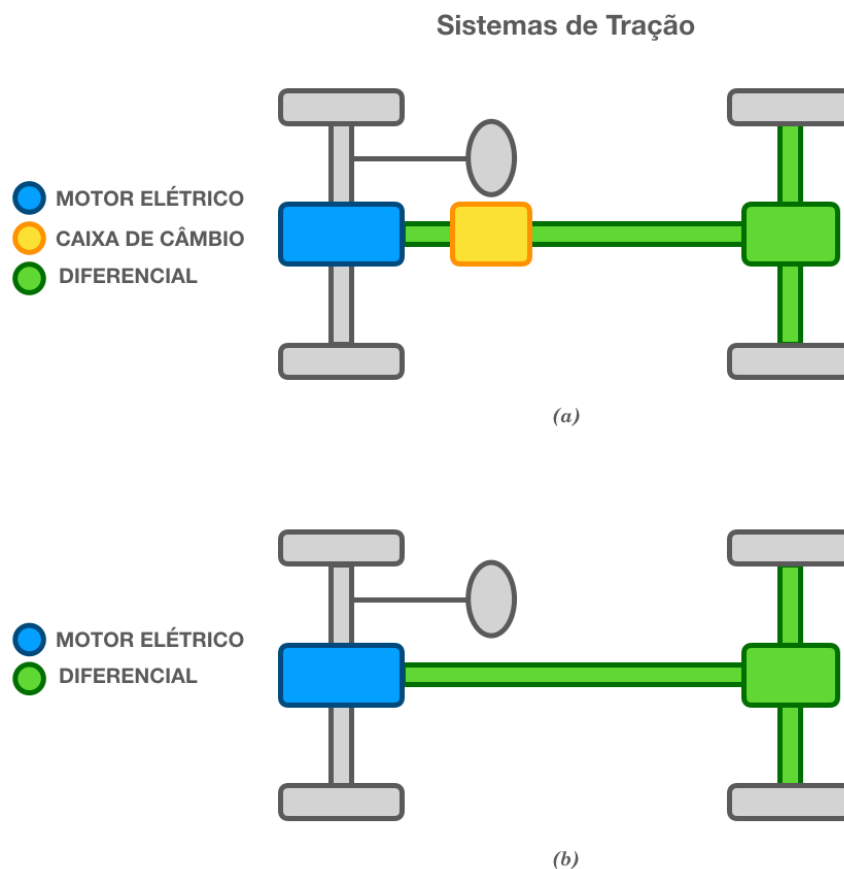 Sistemas de Tração
MOTOR ELÉTRICO
CAIXA DE CÂMBIO
DIFERENCIAL
(a)
MOTOR ELÉTRICO
DIFERENCIAL
(b)